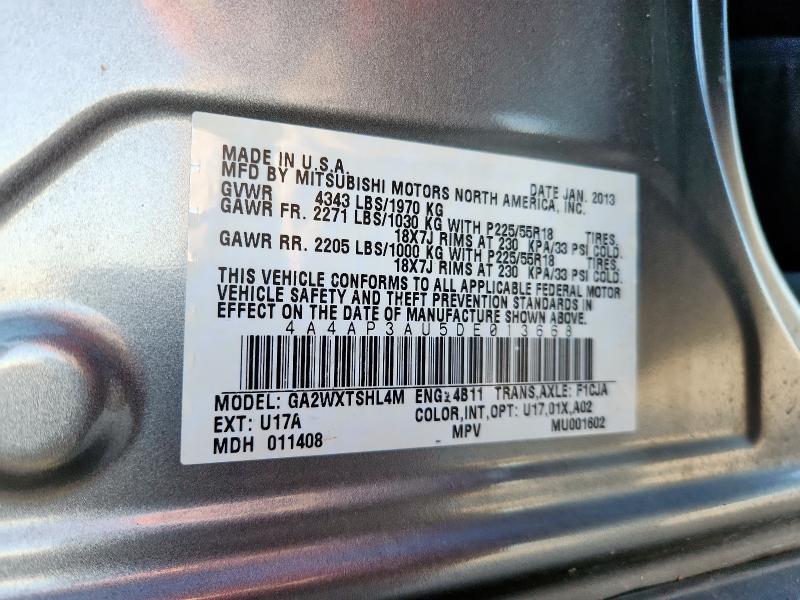 MADE IN U.S.A. DATE JAN. 2013
MFD BY MITSUBISHI MOTORS NORTH AMERICA, INC.
GVWR 4343 LBS/1970 KG
GAWR FR. 2271 LBS/1030 KG WITH P225/55R18 TIRES.
18X7J RIMS AT 230 KPA/33 PSI COLD.
GAWR RR. 2205 LBS/1000 KG WITH P225/55R18 TIRES
18X7J RIMS AT 230 KPA/33 PSI COLD.
THIS VEHICLE CONFORMS TO ALL APPLICABLE FEDERAL MOTOR
VEHICLE SAFETY AND THEFT PREVENTION STANDARDS IN
EFFECT ON THE DATE OF MANUFACTURE SHOWN ABOVE.
4A4AP3AU5DE013668
MODEL: GA2WXTSHL4M ENG: 4B11 TRANS,AXLE: F1CJA
EXT: U17A COLOR,INT,OPT: U17,01X,A02
MDH 011408 MPV MU001602